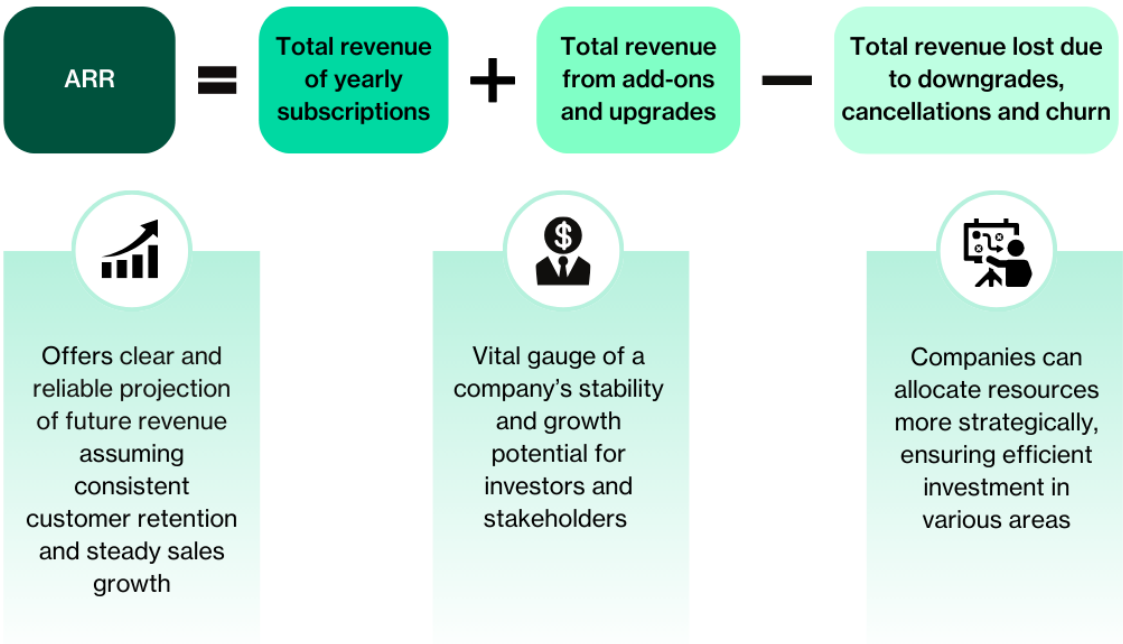 ARR
=
Total revenue
of yearly
subscriptions
+
Total revenue
from add-ons
and upgrades
−
Total revenue lost due
to downgrades,
cancellations and churn
Offers clear and
reliable projection
of future revenue
assuming
consistent
customer retention
and steady sales
growth
$
Vital gauge of a
company’s stability
and growth
potential for
investors and
stakeholders
Companies can
allocate resources
more strategically,
ensuring efficient
investment in
various areas